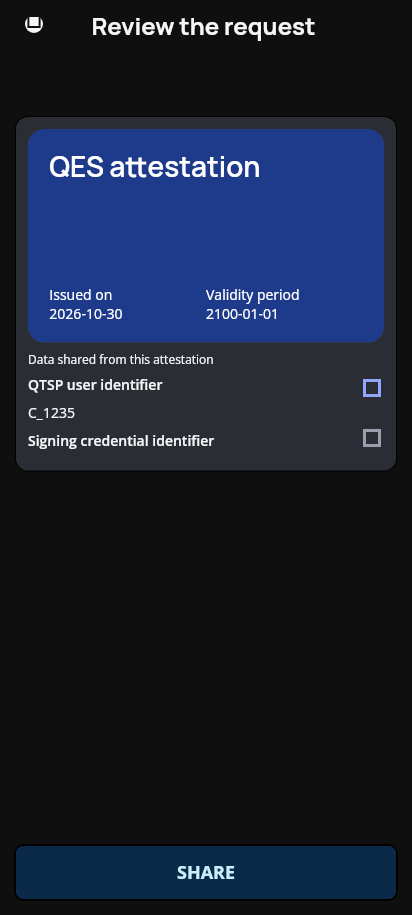 Review the request
QES attestation
Issued on
2026-10-30
Validity period
2100-01-01
Data shared from this attestation
QTSP user identifier
C_1235
Signing credential identifier
SHARE